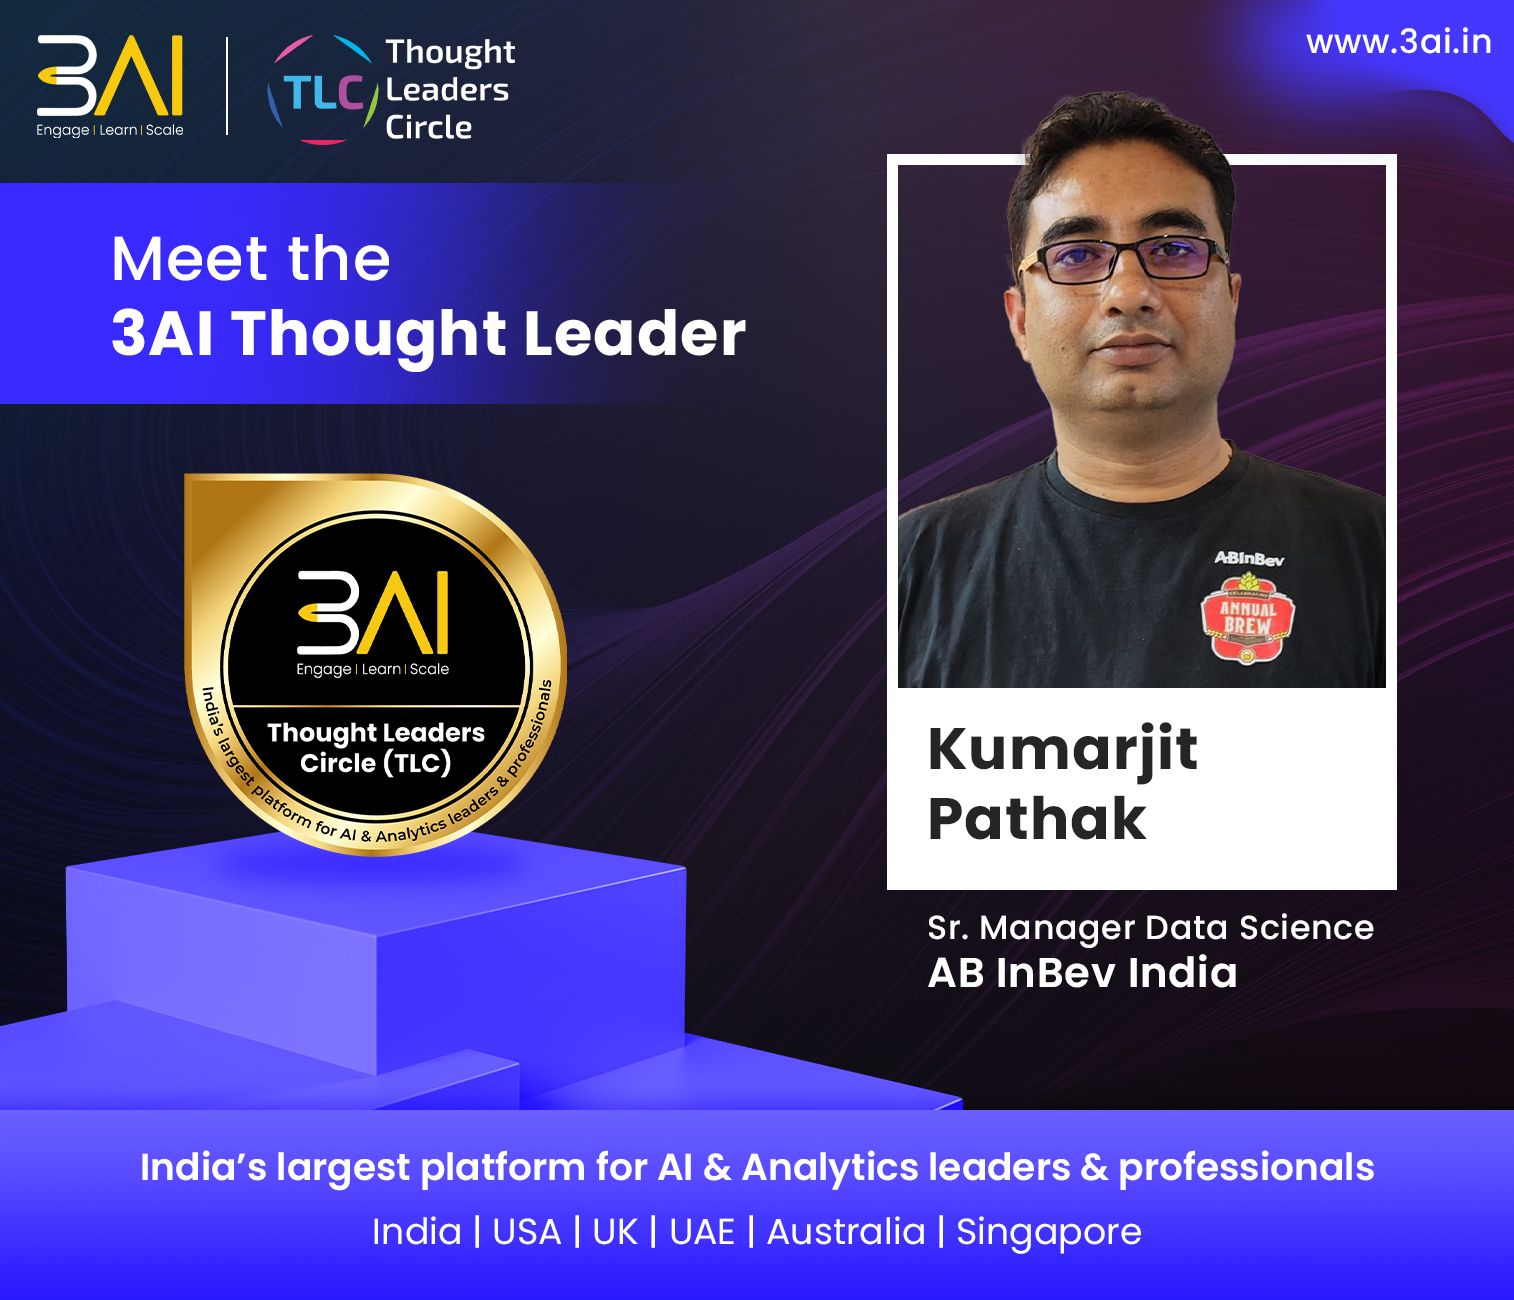 3AI
Engage | Learn | Scale
TLC
Thought
Leaders
Circle
www.3ai.in
Meet the
3AI Thought Leader
3AI
Engage | Learn | Scale
Thought Leaders
Circle (TLC)
India's largest platform for AI & Analytics leaders & professionals
ABInBev
CELEBRATING
ANNUAL
BREW
Kumarjit
Pathak
Sr. Manager Data Science
AB InBev India
India’s largest platform for AI & Analytics leaders & professionals
India | USA | UK | UAE | Australia | Singapore